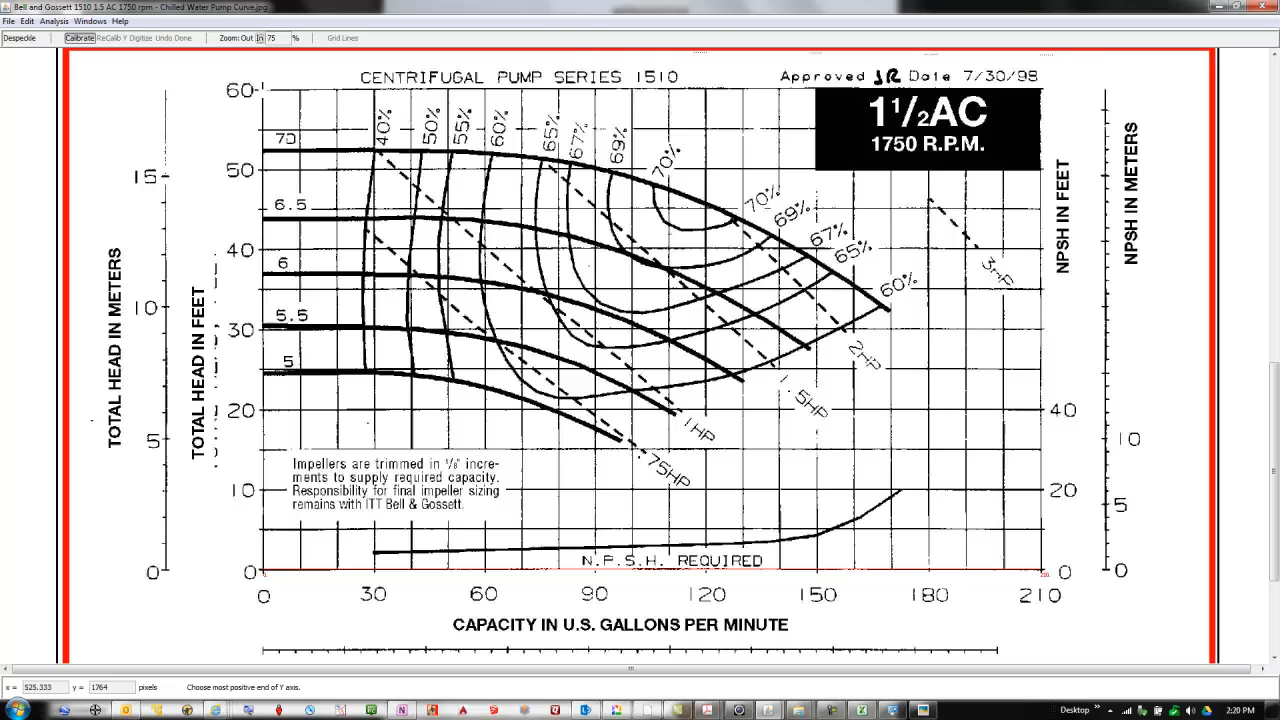 Bell and Gossett 1510 1.5 AC 1750 rpm - Chilled Water Pump Curve.jpg
File Edit Analysis Windows Help
Despeckle Calibrate ReCalib Y Digitize Undo Done Zoom: Out In 75 % Grid Lines
CENTRIFUGAL PUMP SERIES 1510
Approved JR Date 7/30/98
1 1/2 AC
1750 R.P.M.
60
50
40
30
20
10
0
70
6.5
6
5.5
5
40%
50%
55%
60%
65%
67%
69%
70%
70%
69%
67%
65%
60%
3HP
2HP
1.5HP
1HP
.75HP
15
10
5
0
TOTAL HEAD IN METERS
TOTAL HEAD IN FEET
NPSH IN FEET
NPSH IN METERS
40
20
0
10
5
0
Impellers are trimmed in 1/8" incre-
ments to supply required capacity.
Responsibility for final impeller sizing
remains with ITT Bell & Gossett.
N.P.S.H. REQUIRED
0 30 60 90 120 150 180 210
CAPACITY IN U.S. GALLONS PER MINUTE
x = 525.333 y = 1764 pixels Choose most positive end of Y axis.
Desktop 2:20 PM